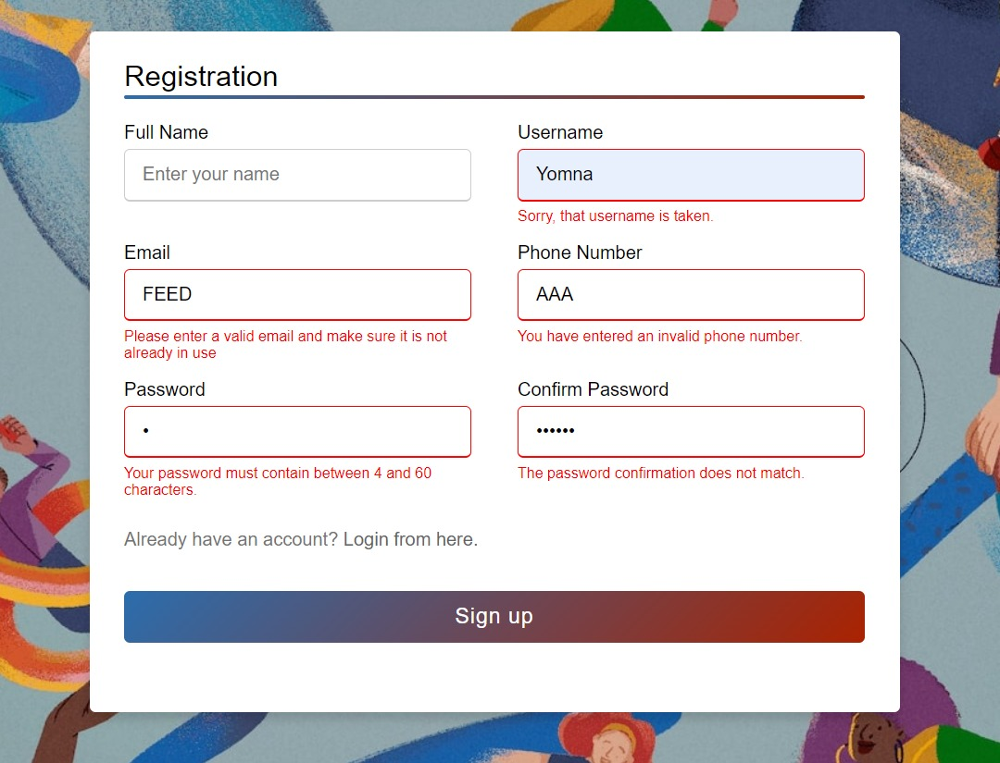 Registration
Full Name
Username
Enter your name
Yomna
Sorry, that username is taken.
Email
Phone Number
FEED
AAA
Please enter a valid email and make sure it is not
already in use
You have entered an invalid phone number.
Password
Confirm Password
•
••••••
Your password must contain between 4 and 60
characters.
The password confirmation does not match.
Already have an account? Login from here.
Sign up